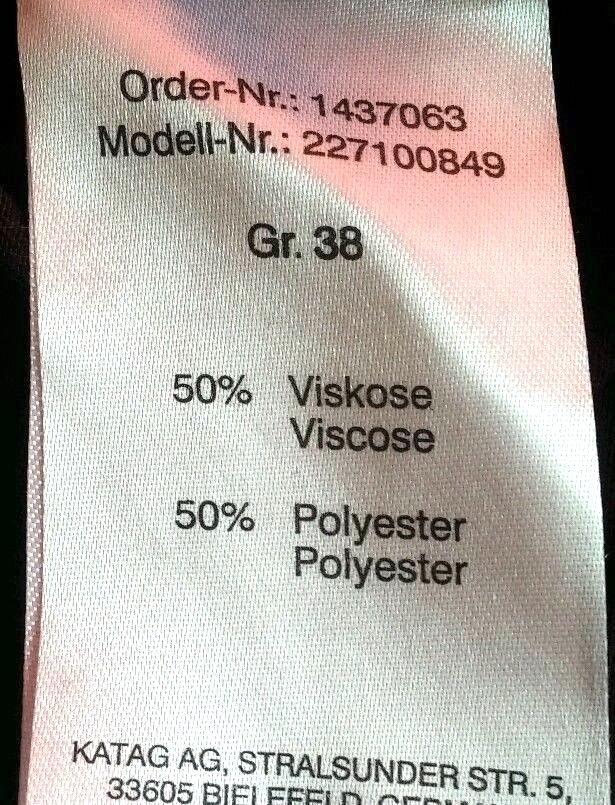 Order-Nr.: 1437063
Modell-Nr.: 227100849
Gr. 38
50% Viskose
Viscose
50% Polyester
Polyester
KATAG AG, STRALSUNDER STR. 5,
33605 BIELEFELD,